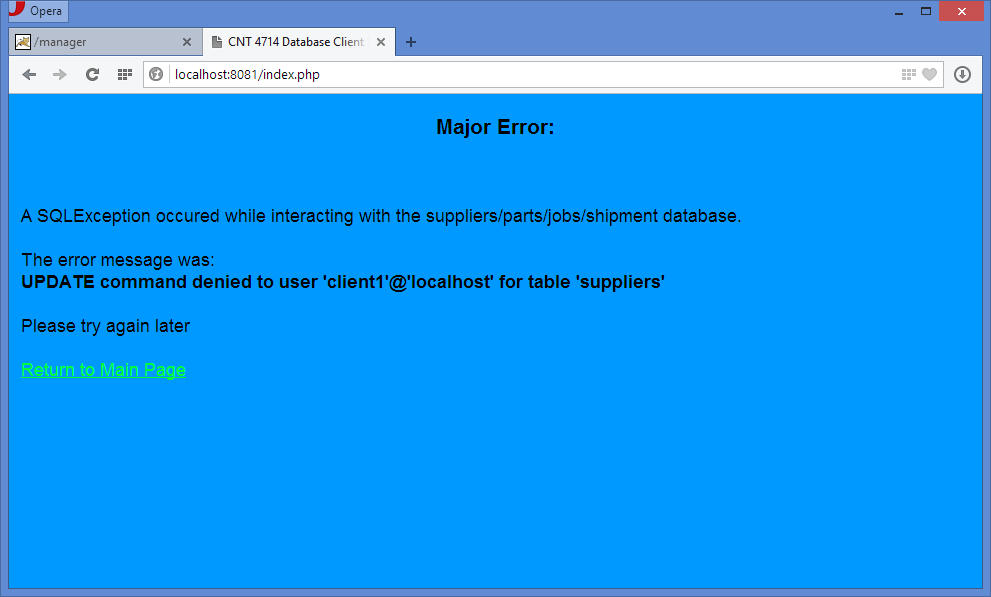 Opera
/manager
CNT 4714 Database Client
localhost:8081/index.php
Major Error:
A SQLException occured while interacting with the suppliers/parts/jobs/shipment database.
The error message was:
UPDATE command denied to user 'client1'@'localhost' for table 'suppliers'
Please try again later
Return to Main Page